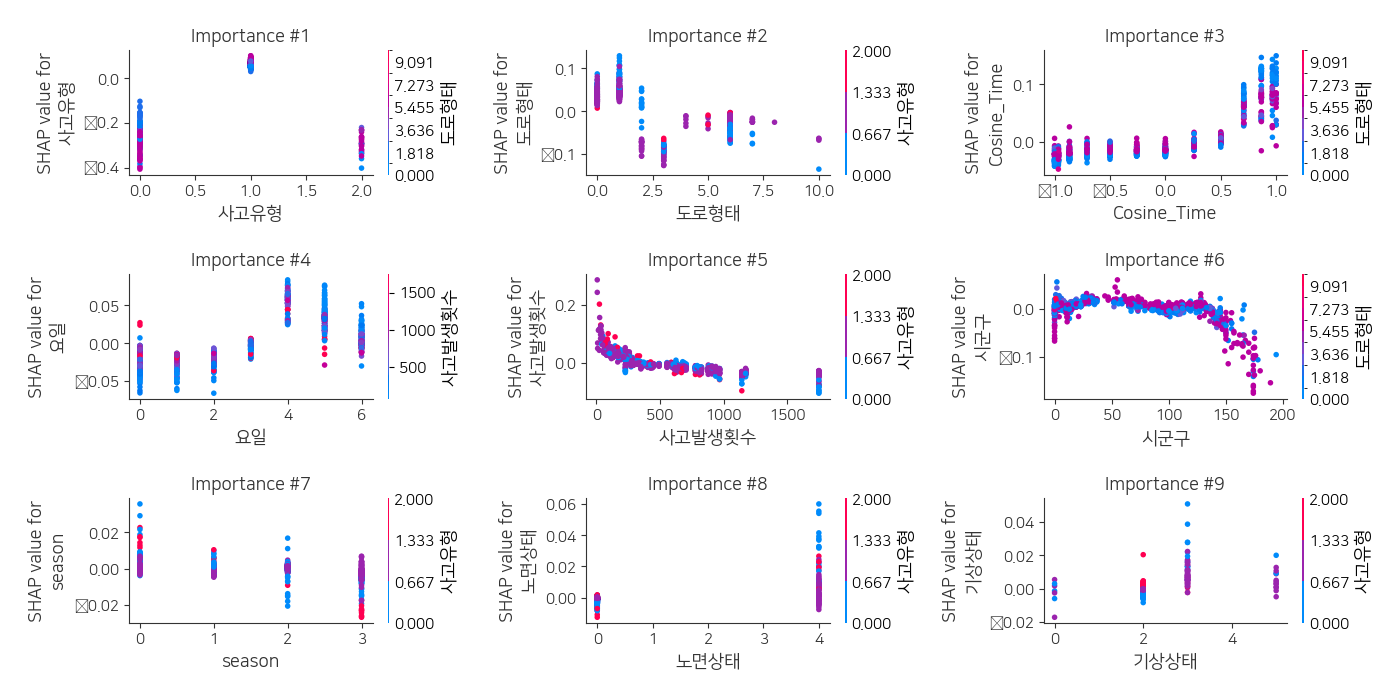 Importance #1
SHAP value for
사고유형
0.0
0.2
0.4
0.0
0.5
1.0
1.5
2.0
사고유형
9.091
7.273
5.455
3.636
1.818
0.000
도로형태
Importance #2
SHAP value for
도로형태
0.1
0.0
0.1
0.0
2.5
5.0
7.5
10.0
도로형태
2.000
1.333
0.667
0.000
사고유형
Importance #3
SHAP value for
Cosine_Time
0.1
0.0
1.0
0.5
0.0
0.5
1.0
Cosine_Time
9.091
7.273
5.455
3.636
1.818
0.000
도로형태
Importance #4
SHAP value for
요일
0.05
0.00
0.05
0
2
4
6
요일
1500
1000
500
사고발생횟수
Importance #5
SHAP value for
사고발생횟수
0.2
0.0
0
500
1000
1500
사고발생횟수
2.000
1.333
0.667
0.000
사고유형
Importance #6
SHAP value for
시군구
0.0
0.1
0
50
100
150
200
시군구
9.091
7.273
5.455
3.636
1.818
0.000
도로형태
Importance #7
SHAP value for
season
0.02
0.00
0.02
0
1
2
3
season
2.000
1.333
0.667
0.000
사고유형
Importance #8
SHAP value for
노면상태
0.06
0.04
0.02
0.00
0
1
2
3
4
노면상태
2.000
1.333
0.667
0.000
사고유형
Importance #9
SHAP value for
기상상태
0.04
0.02
0.00
0.02
0
2
4
기상상태
2.000
1.333
0.667
0.000
사고유형